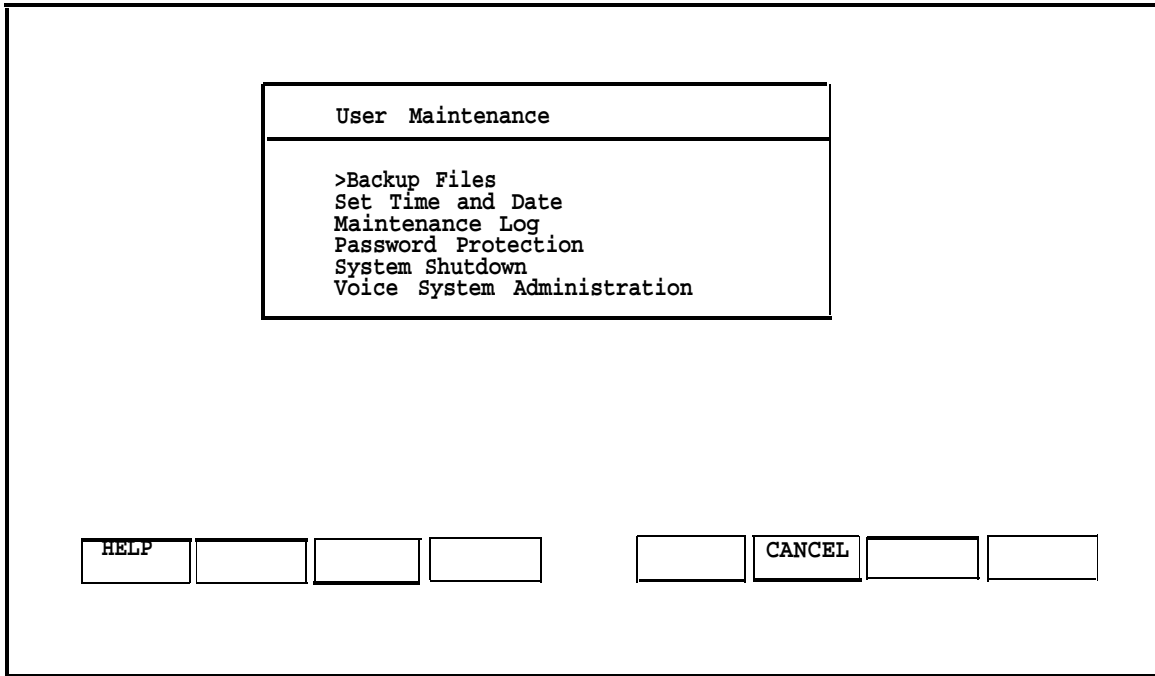 User Maintenance
>Backup Files
Set Time and Date
Maintenance Log
Password Protection
System Shutdown
Voice System Administration
HELP
CANCEL